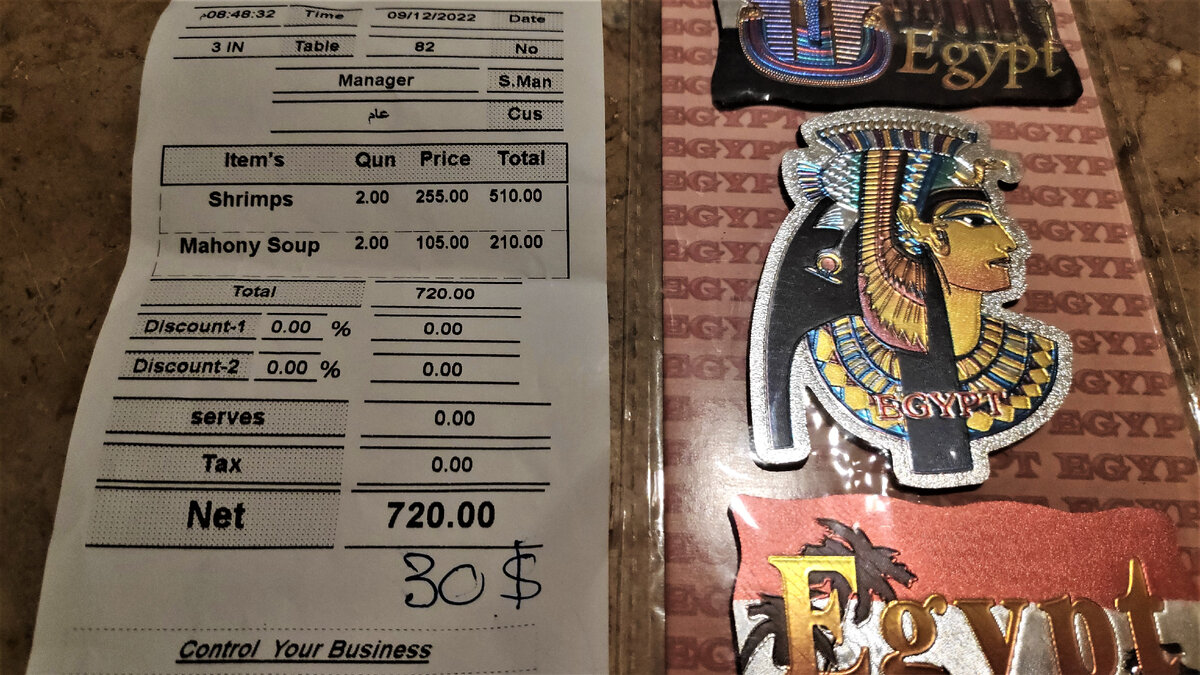 م08:48:32 Time 09/12/2022 Date
3 IN Table 82 No
Manager S.Man
عام Cus
Item's Qun Price Total
Shrimps 2.00 255.00 510.00
Mahony Soup 2.00 105.00 210.00
Total 720.00
Discount-1 0.00 % 0.00
Discount-2 0.00 % 0.00
serves 0.00
Tax 0.00
Net 720.00
30 $
Control Your Business
Egypt
EGYPT
Egypt